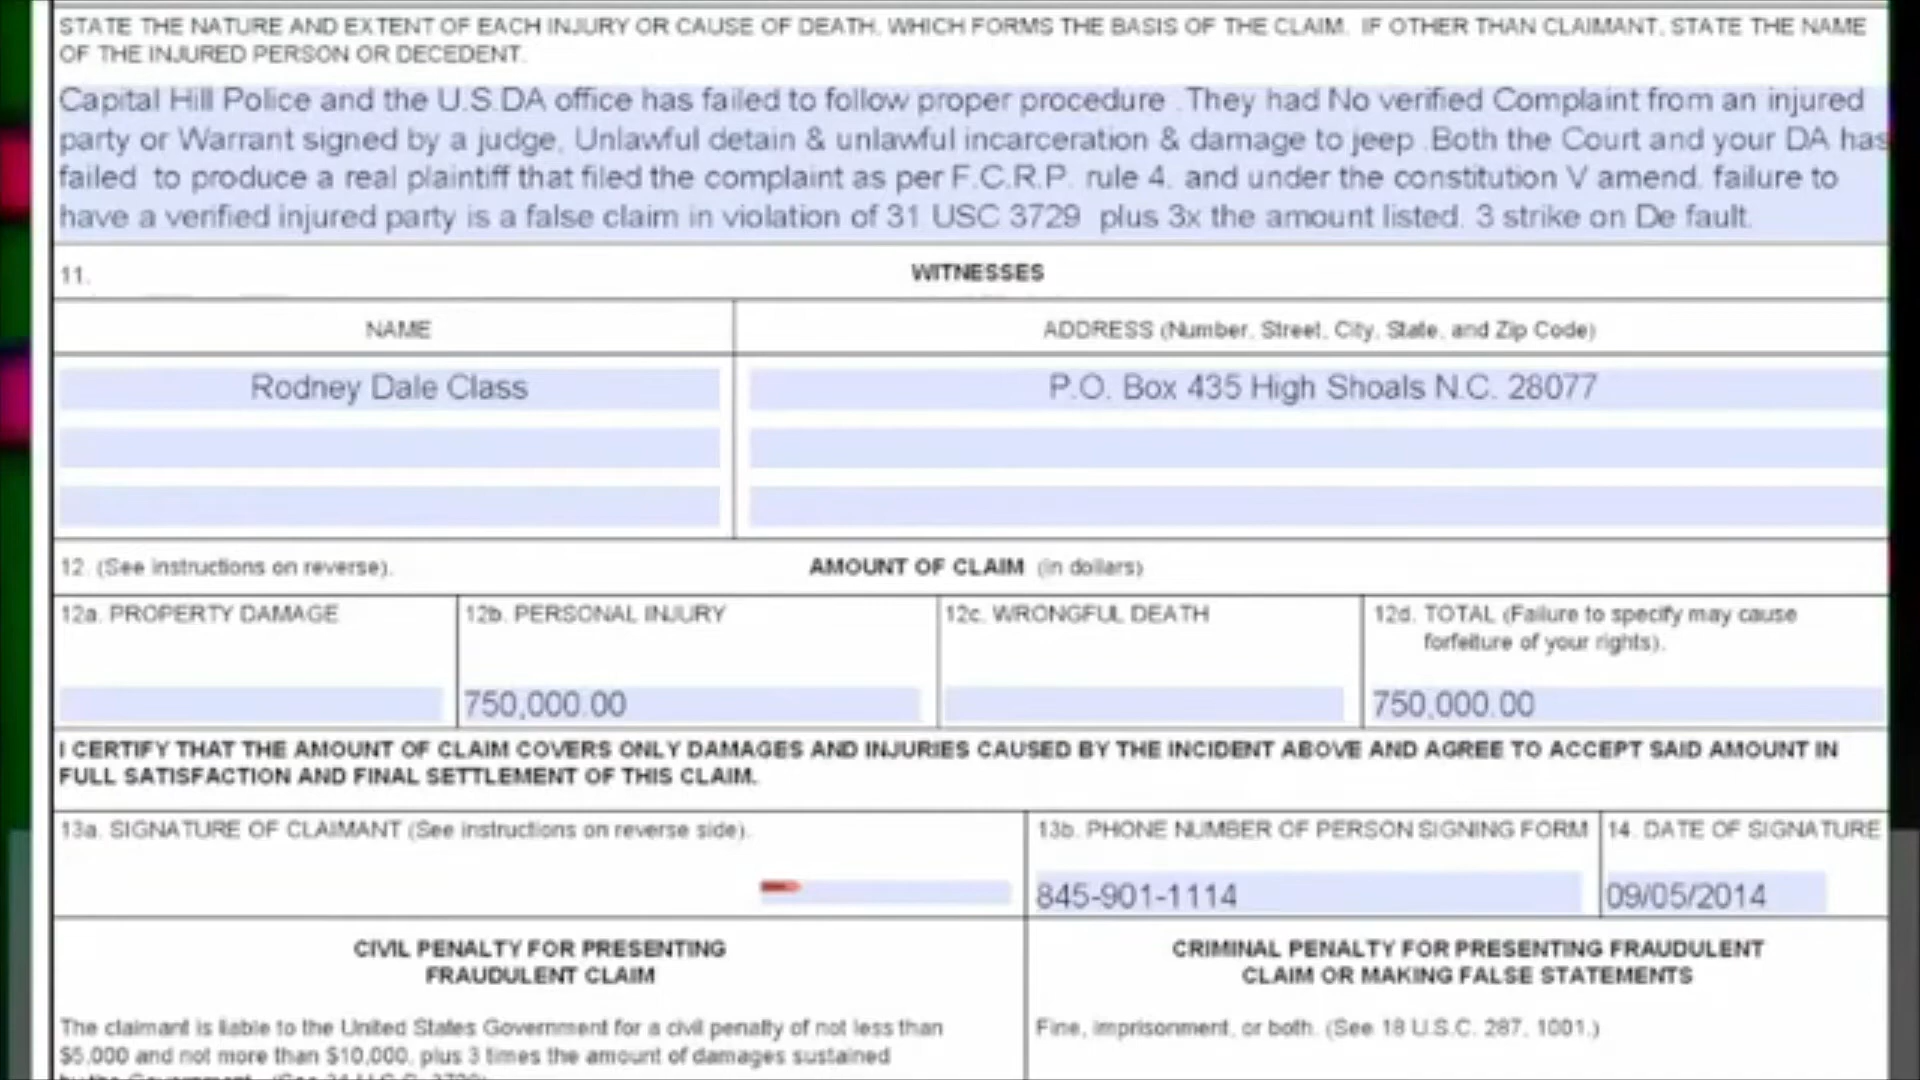 STATE THE NATURE AND EXTENT OF EACH INJURY OR CAUSE OF DEATH, WHICH FORMS THE BASIS OF THE CLAIM. IF OTHER THAN CLAIMANT, STATE THE NAME
OF THE INJURED PERSON OR DECEDENT.
Capital Hill Police and the U.S.DA office has failed to follow proper procedure .They had No verified Complaint from an injured
party or Warrant signed by a judge, Unlawful detain & unlawful incarceration & damage to jeep .Both the Court and your DA has
failed to produce a real plaintiff that filed the complaint as per F.C.R.P. rule 4. and under the constitution V amend. failure to
have a verified injured party is a false claim in violation of 31 USC 3729 plus 3x the amount listed. 3 strike on De fault.
11. WITNESSES
NAME ADDRESS (Number, Street, City, State, and Zip Code)
Rodney Dale Class P.O. Box 435 High Shoals N.C. 28077
12. (See instructions on reverse). AMOUNT OF CLAIM (in dollars)
12a. PROPERTY DAMAGE 12b. PERSONAL INJURY 12c. WRONGFUL DEATH 12d. TOTAL (Failure to specify may cause
forfeiture of your rights).
750,000.00 750,000.00
I CERTIFY THAT THE AMOUNT OF CLAIM COVERS ONLY DAMAGES AND INJURIES CAUSED BY THE INCIDENT ABOVE AND AGREE TO ACCEPT SAID AMOUNT IN
FULL SATISFACTION AND FINAL SETTLEMENT OF THIS CLAIM.
13a. SIGNATURE OF CLAIMANT (See instructions on reverse side). 13b. PHONE NUMBER OF PERSON SIGNING FORM 14. DATE OF SIGNATURE
845-901-1114 09/05/2014
CIVIL PENALTY FOR PRESENTING
FRAUDULENT CLAIM
CRIMINAL PENALTY FOR PRESENTING FRAUDULENT
CLAIM OR MAKING FALSE STATEMENTS
The claimant is liable to the United States Government for a civil penalty of not less than
$5,000 and not more than $10,000, plus 3 times the amount of damages sustained
Fine, imprisonment, or both. (See 18 U.S.C. 287, 1001.)